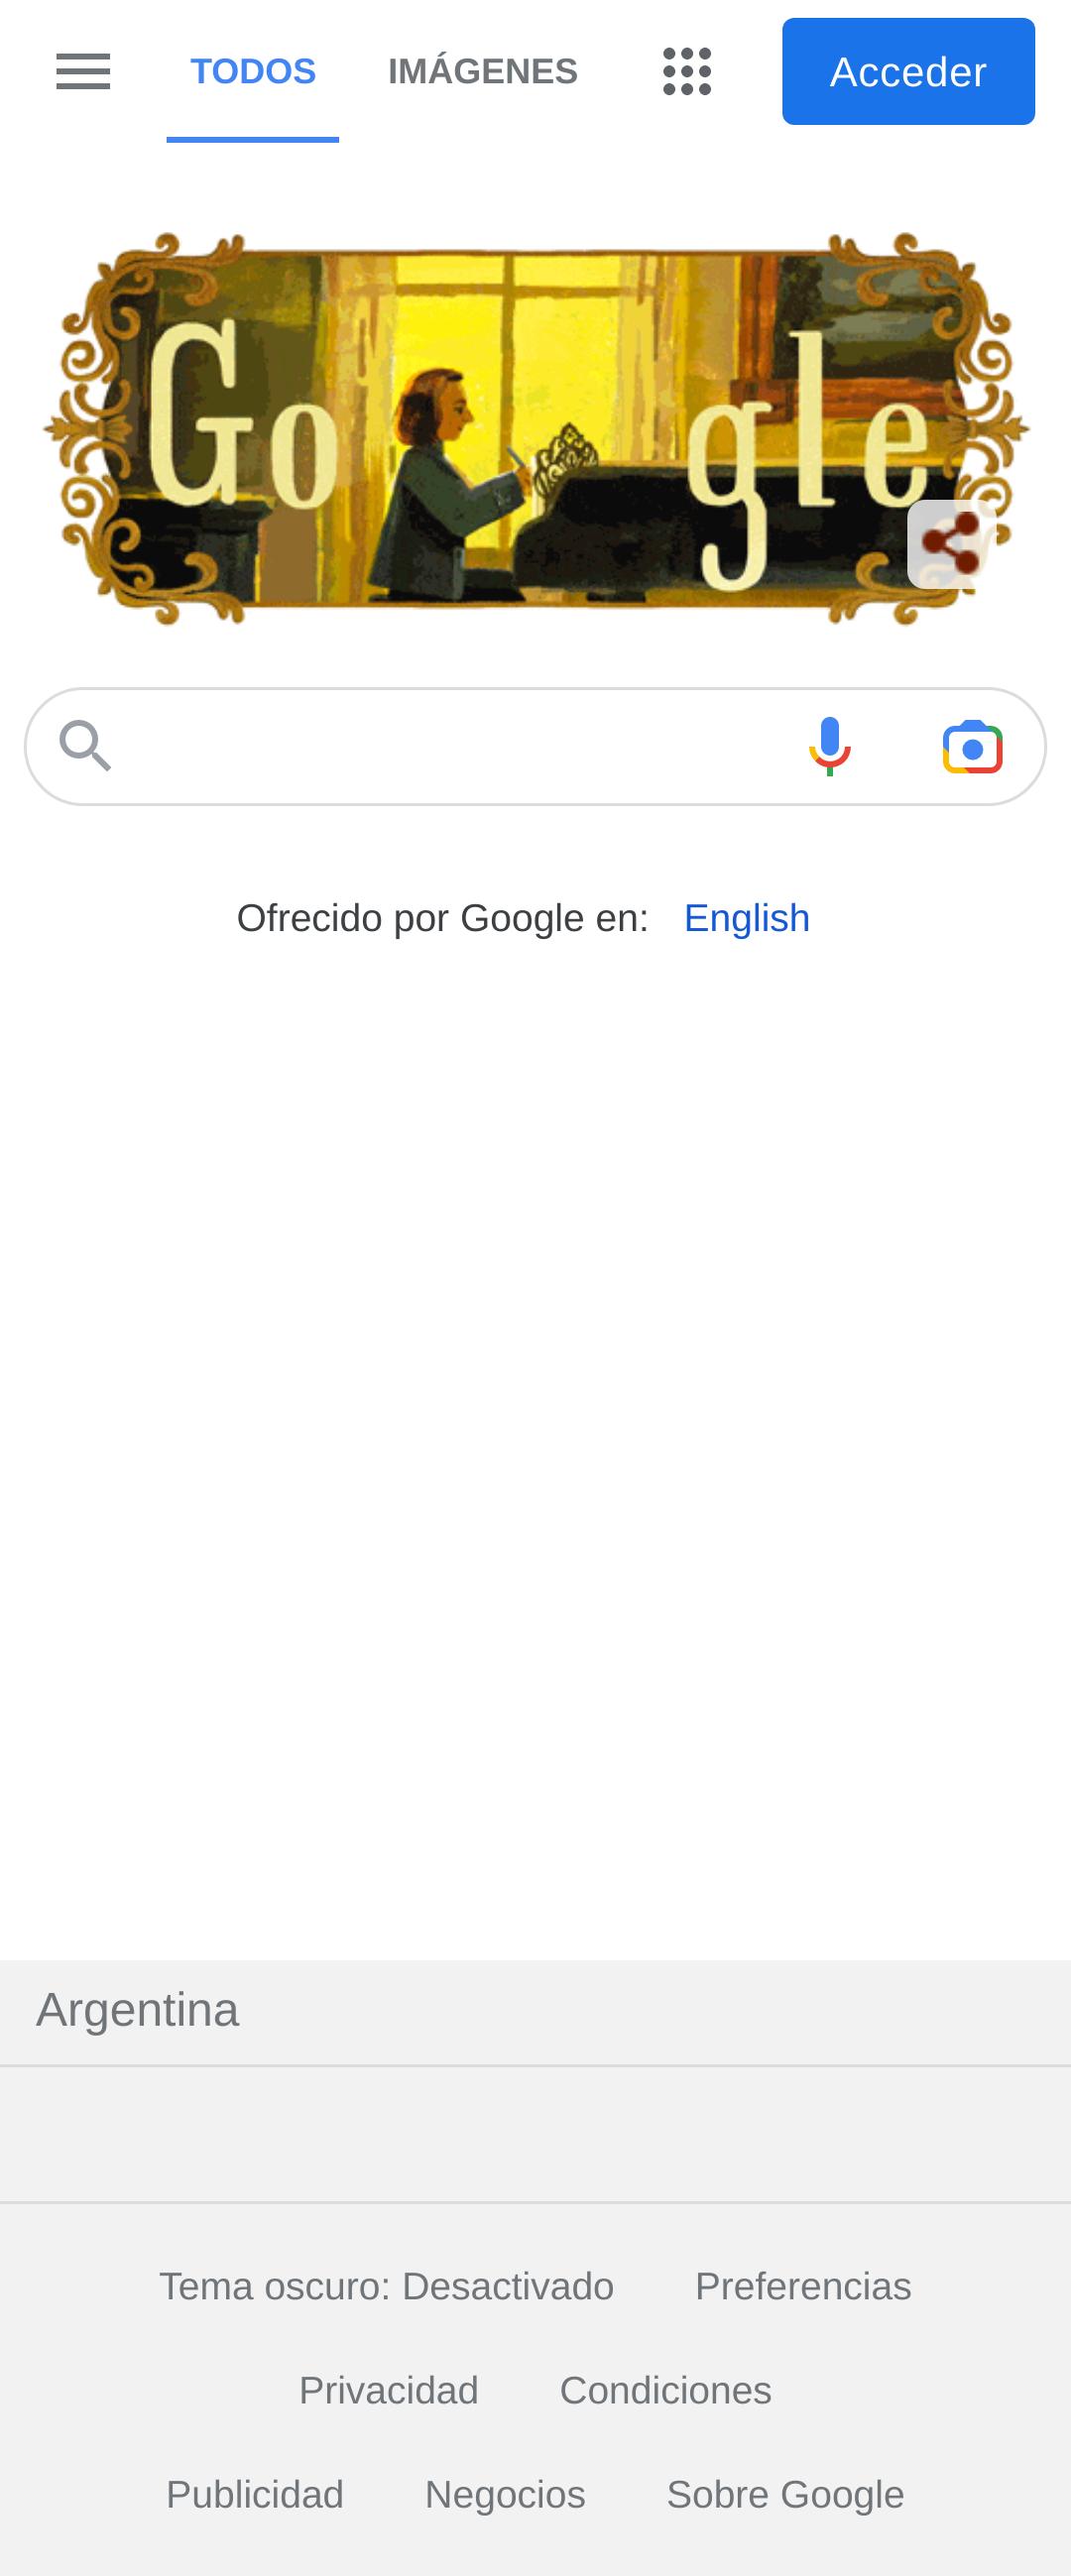 TODOS IMÁGENES Acceder
Go gle
Ofrecido por Google en: English
Argentina
Tema oscuro: Desactivado Preferencias
Privacidad Condiciones
Publicidad Negocios Sobre Google